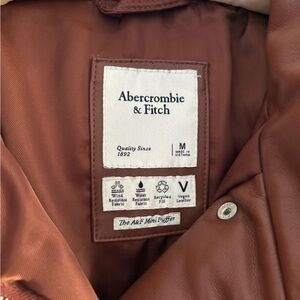 Abercrombie
& Fitch
Quality Since
1892
M
MADE IN
VIETNAM
Wind
Resistant
Fabric
Water
Resistant
Fabric
Recycled
Fill
Vegan
Leather
The A&F Mini Puffer